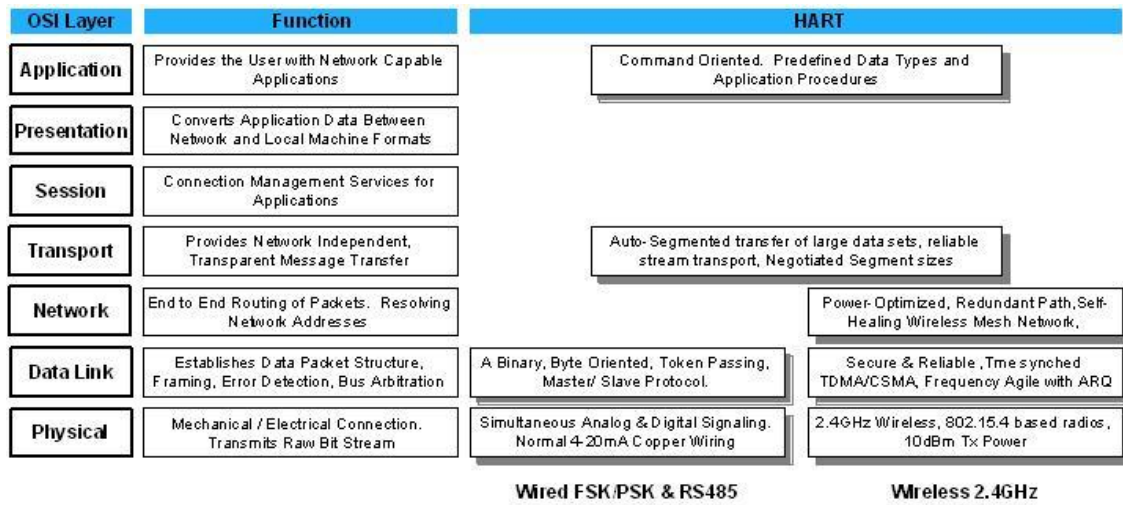 OSI Layer Function HART
Application
Provides the User with Network Capable
Applications
Command Oriented. Predefined Data Types and
Application Procedures
Presentation
Converts Application Data Between
Network and Local Machine Formats
Session
Connection Management Services for
Applications
Transport
Provides Network Independent,
Transparent Message Transfer
Auto-Segmented transfer of large data sets, reliable
stream transport, Negotiated Segment sizes
Network
End to End Routing of Packets. Resolving
Network Addresses
Power-Optimized, Redundant Path,Self-
Healing Wireless Mesh Network,
Data Link
Establishes Data Packet Structure,
Framing, Error Detection, Bus Arbitration
A Binary, Byte Oriented, Token Passing,
Master/ Slave Protocol.
Secure & Reliable ,Tme synched
TDMA/CSMA, Frequency Agile with ARQ
Physical
Mechanical / Electrical Connection.
Transmits Raw Bit Stream
Simultaneous Analog & Digital Signaling.
Normal 4-20mA Copper Wiring
2.4GHz Wireless, 802.15.4 based radios,
10dBm Tx Power
Wired FSK/PSK & RS485
Wireless 2.4GHz